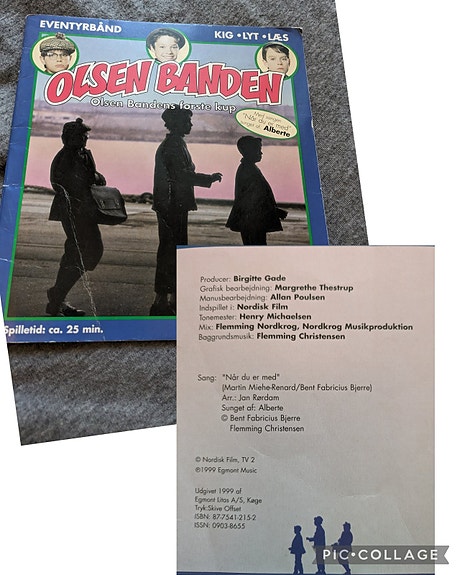 EVENTYRBÅND
KIG • LYT • LÆS
OLSEN BANDEN
Olsen Bandens første kup
Med sangen
"Når du er med"
sunget af: Alberte
Spilletid: ca. 25 min.
Producer: Birgitte Gade
Grafisk bearbejdning: Margrethe Thestrup
Manusbearbejdning: Allan Poulsen
Indspillet i: Nordisk Film
Tonemester: Henry Michaelsen
Mix: Flemming Nordkrog, Nordkrog Musikproduktion
Baggrundsmusik: Flemming Christensen
Sang: "Når du er med"
(Martin Miehe-Renard/Bent Fabricius Bjerre)
Arr.: Jan Rørdam
Sunget af: Alberte
© Bent Fabricius Bjerre
Flemming Christensen
© Nordisk Film, TV 2
℗1999 Egmont Music
Udgivet 1999 af
Egmont Litas A/S, Køge
Tryk:Skive Offset
ISBN: 87-7541-215-2
ISSN: 0903-8655
PIC•COLLAGE